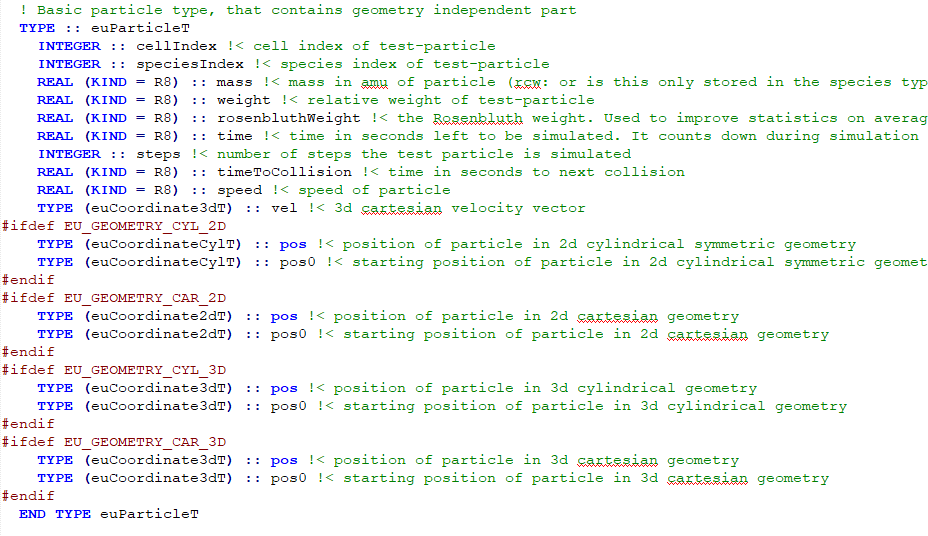 ! Basic particle type, that contains geometry independent part
TYPE :: euParticleT
INTEGER :: cellIndex !< cell index of test-particle
INTEGER :: speciesIndex !< species index of test-particle
REAL (KIND = R8) :: mass !< mass in amu of particle (rcw: or is this only stored in the species typ
REAL (KIND = R8) :: weight !< relative weight of test-particle
REAL (KIND = R8) :: rosenbluthWeight !< the Rosenbluth weight. Used to improve statistics on averag
REAL (KIND = R8) :: time !< time in seconds left to be simulated. It counts down during simulation
INTEGER :: steps !< number of steps the test particle is simulated
REAL (KIND = R8) :: timeToCollision !< time in seconds to next collision
REAL (KIND = R8) :: speed !< speed of particle
TYPE (euCoordinate3dT) :: vel !< 3d cartesian velocity vector
#ifdef EU_GEOMETRY_CYL_2D
TYPE (euCoordinateCylT) :: pos !< position of particle in 2d cylindrical symmetric geometry
TYPE (euCoordinateCylT) :: pos0 !< starting position of particle in 2d cylindrical symmetric geomet
#endif
#ifdef EU_GEOMETRY_CAR_2D
TYPE (euCoordinate2dT) :: pos !< position of particle in 2d cartesian geometry
TYPE (euCoordinate2dT) :: pos0 !< starting position of particle in 2d cartesian geometry
#endif
#ifdef EU_GEOMETRY_CYL_3D
TYPE (euCoordinate3dT) :: pos !< position of particle in 3d cylindrical geometry
TYPE (euCoordinate3dT) :: pos0 !< starting position of particle in 3d cylindrical geometry
#endif
#ifdef EU_GEOMETRY_CAR_3D
TYPE (euCoordinate3dT) :: pos !< position of particle in 3d cartesian geometry
TYPE (euCoordinate3dT) :: pos0 !< starting position of particle in 3d cartesian geometry
#endif
END TYPE euParticleT